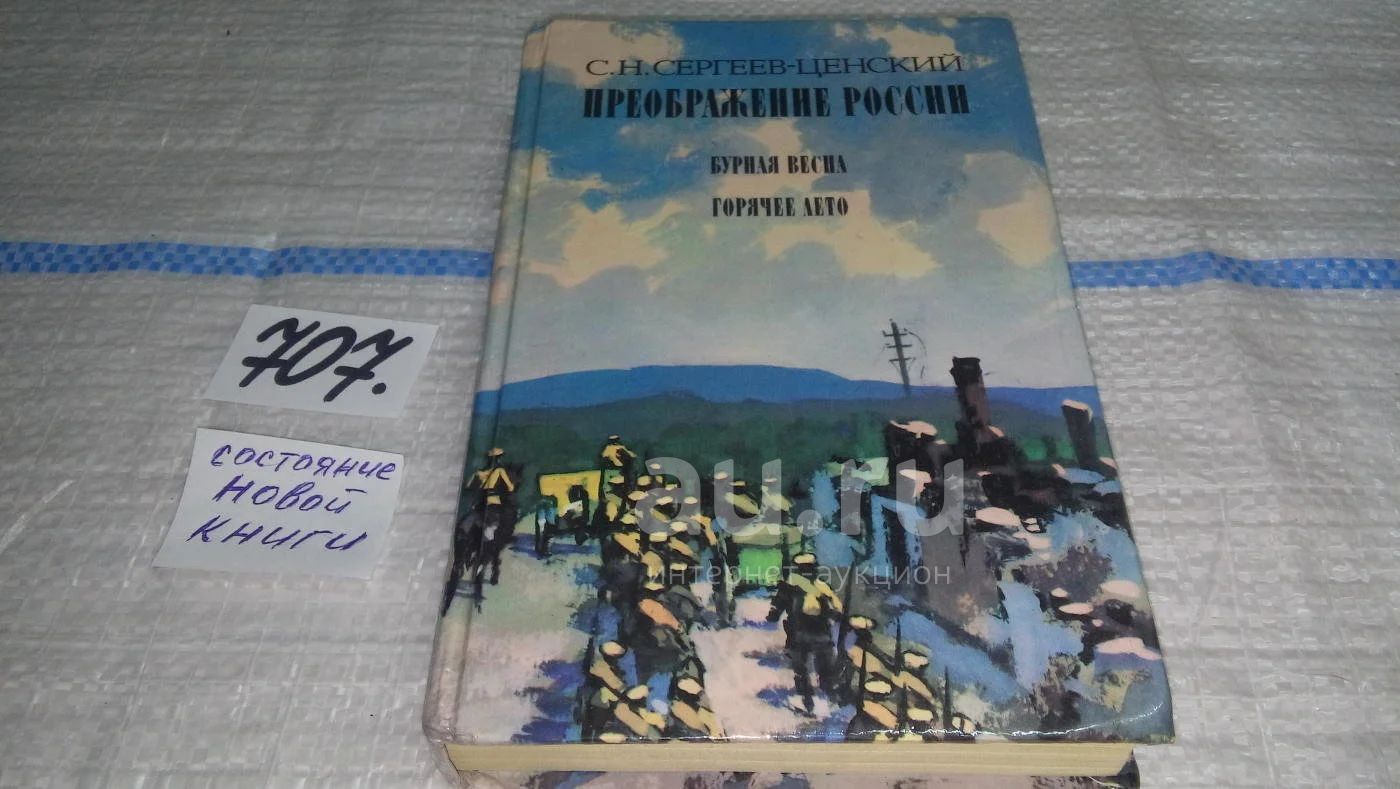 С.Н.СЕРГЕЕВ-ЦЕНСКИЙ
ПРЕОБРАЖЕНИЕ РОССИИ
БУРНАЯ ВЕСНА
ГОРЯЧЕЕ ЛЕТО
707.
состояние
новой
книги
au.ru
интернет-аукцион